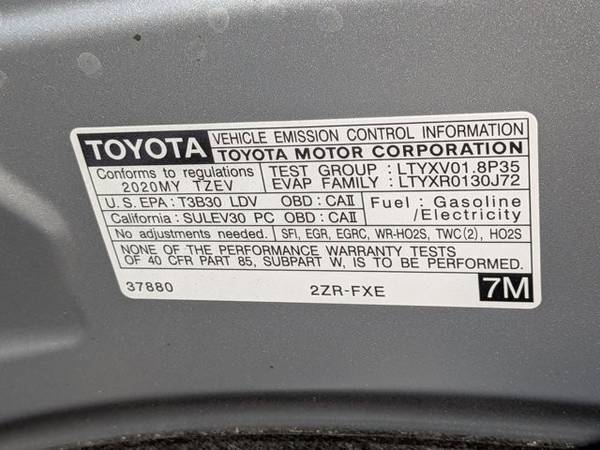 TOYOTA VEHICLE EMISSION CONTROL INFORMATION
TOYOTA MOTOR CORPORATION
Conforms to regulations
2020MY TZEV
TEST GROUP : LTYXV01.8P35
EVAP FAMILY : LTYXR0130J72
U.S. EPA : T3B30 LDV OBD : CAII
California : SULEV30 PC OBD : CAII
Fuel : Gasoline
/Electricity
No adjustments needed. SFI, EGR, EGRC, WR-HO2S, TWC(2), HO2S
NONE OF THE PERFORMANCE WARRANTY TESTS
OF 40 CFR PART 85, SUBPART W, IS APPLICABLE.
37880 2ZR-FXE 7M